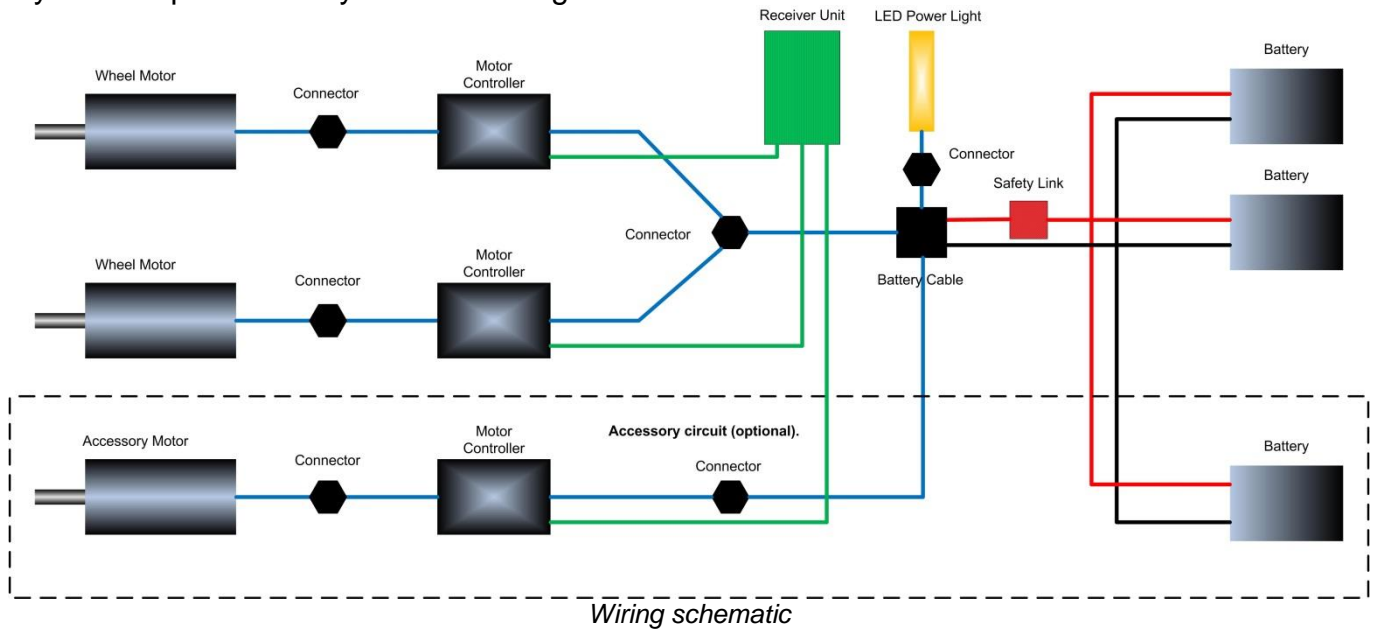 Receiver Unit
LED Power Light
Battery
Wheel Motor
Motor
Controller
Connector
Connector
Safety Link
Battery
Connector
Wheel Motor
Motor
Controller
Connector
Battery Cable
Accessory Motor
Motor
Controller
Accessory circuit (optional).
Connector
Connector
Battery
Wiring schematic